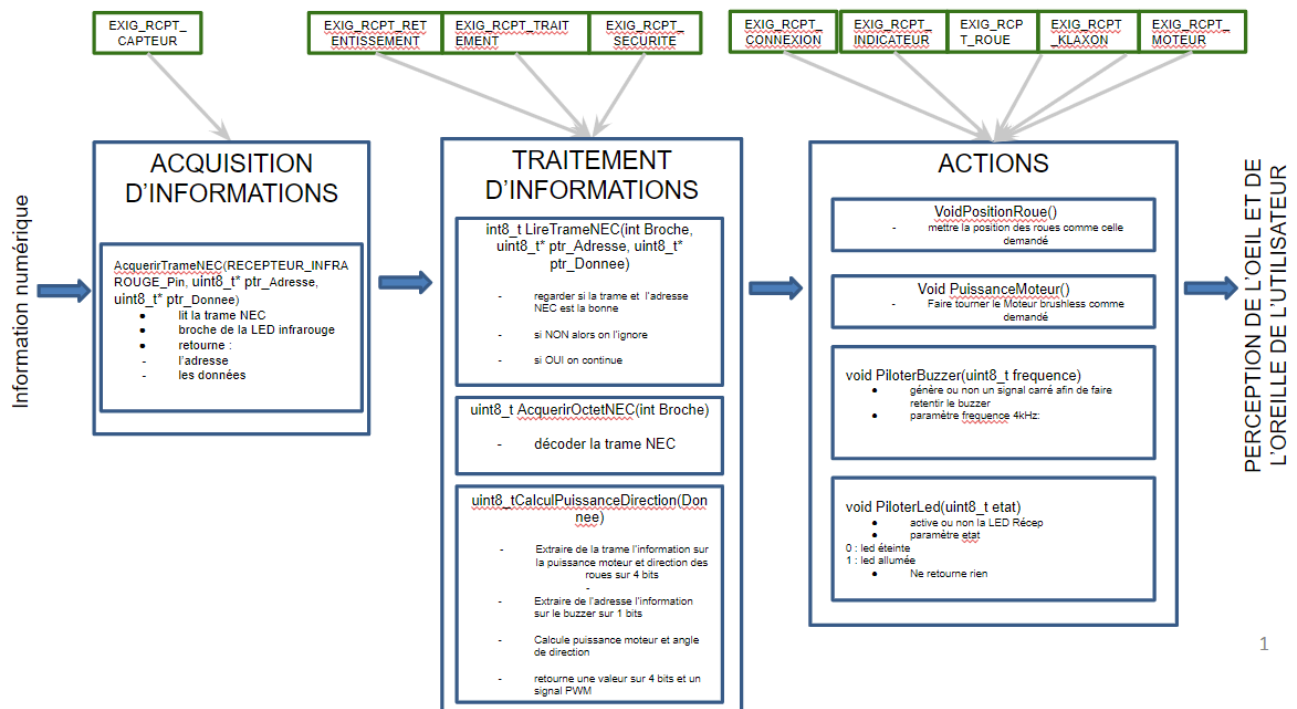 EXIG_RCPT_
CAPTEUR
EXIG_RCPT_RET
ENTISSEMENT
EXIG_RCPT_TRAIT
EMENT
EXIG_RCPT_
SECURITE
EXIG_RCPT_
CONNEXION
EXIG_RCPT_
INDICATEUR
EXIG_RCP
T_ROUE
EXIG_RCPT
_KLAXON
EXIG_RCPT_
MOTEUR
Information numérique
ACQUISITION
D'INFORMATIONS
AcquerirTrameNEC(RECEPTEUR_INFRA
ROUGE_Pin, uint8_t* ptr_Adresse,
uint8_t* ptr_Donnee)
● lit la trame NEC
● broche de la LED infrarouge
● retourne :
- l'adresse
- les données
TRAITEMENT
D'INFORMATIONS
int8_t LireTrameNEC(int Broche,
uint8_t* ptr_Adresse, uint8_t*
ptr_Donnee)
- regarder si la trame et l'adresse
NEC est la bonne
- si NON alors on l'ignore
- si OUI on continue
uint8_t AcquerirOctetNEC(int Broche)
- décoder la trame NEC
uint8_tCalculPuissanceDirection(Don
nee)
- Extraire de la trame l'information sur
la puissance moteur et direction des
roues sur 4 bits
-
- Extraire de l'adresse l'information
sur le buzzer sur 1 bits
- Calcule puissance moteur et angle
de direction
- retourne une valeur sur 4 bits et un
signal PWM
ACTIONS
VoidPositionRoue()
- mettre la position des roues comme celle
demandé
Void PuissanceMoteur()
- Faire tourner le Moteur brushless comme
demandé
void PiloterBuzzer(uint8_t frequence)
● génère ou non un signal carré afin de faire
retentir le buzzer
● paramètre frequence 4kHz:
void PiloterLed(uint8_t etat)
● active ou non la LED Récep
● paramètre etat
0 : led éteinte
1 : led allumée
● Ne retourne rien
PERCEPTION DE L'OEIL ET DE
L'OREILLE DE L'UTILISATEUR
1